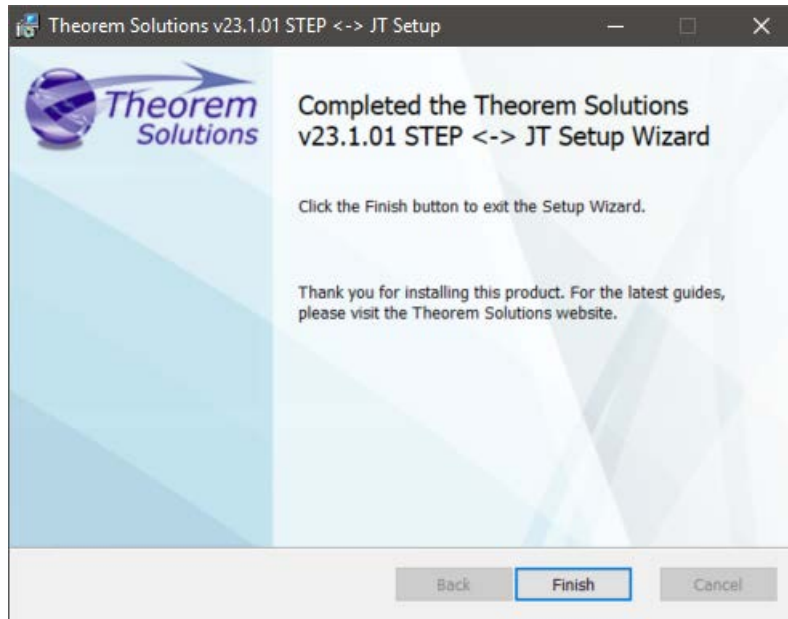 Theorem Solutions v23.1.01 STEP <-> JT Setup
Theorem
Solutions
Completed the Theorem Solutions
v23.1.01 STEP <-> JT Setup Wizard
Click the Finish button to exit the Setup Wizard.
Thank you for installing this product. For the latest guides,
please visit the Theorem Solutions website.
Back
Finish
Cancel